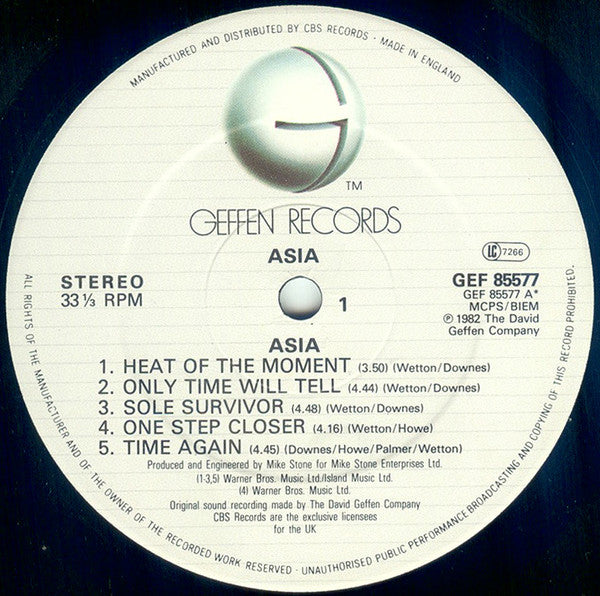 MANUFACTURED AND DISTRIBUTED BY CBS RECORDS - MADE IN ENGLAND
TM
GEFFEN RECORDS
ASIA
LC 7266
STEREO
33 ⅓ RPM
1
GEF 85577
GEF 85577 A*
MCPS/BIEM
℗ 1982 The David
Geffen Company
ASIA
1. HEAT OF THE MOMENT (3.50) (Wetton/Downes)
2. ONLY TIME WILL TELL (4.44) (Wetton/Downes)
3. SOLE SURVIVOR (4.48) (Wetton/Downes)
4. ONE STEP CLOSER (4.16) (Wetton/Howe)
5. TIME AGAIN (4.45) (Downes/Howe/Palmer/Wetton)
Produced and Engineered by Mike Stone for Mike Stone Enterprises Ltd.
(1-3,5) Warner Bros. Music Ltd./Island Music Ltd.
(4) Warner Bros. Music Ltd.
Original sound recording made by The David Geffen Company
CBS Records are the exclusive licensees
for the UK
ALL RIGHTS OF THE MANUFACTURER AND OF THE OWNER OF THE RECORDED WORK RESERVED - UNAUTHORISED PUBLIC PERFORMANCE BROADCASTING AND COPYING OF THIS RECORD PROHIBITED.